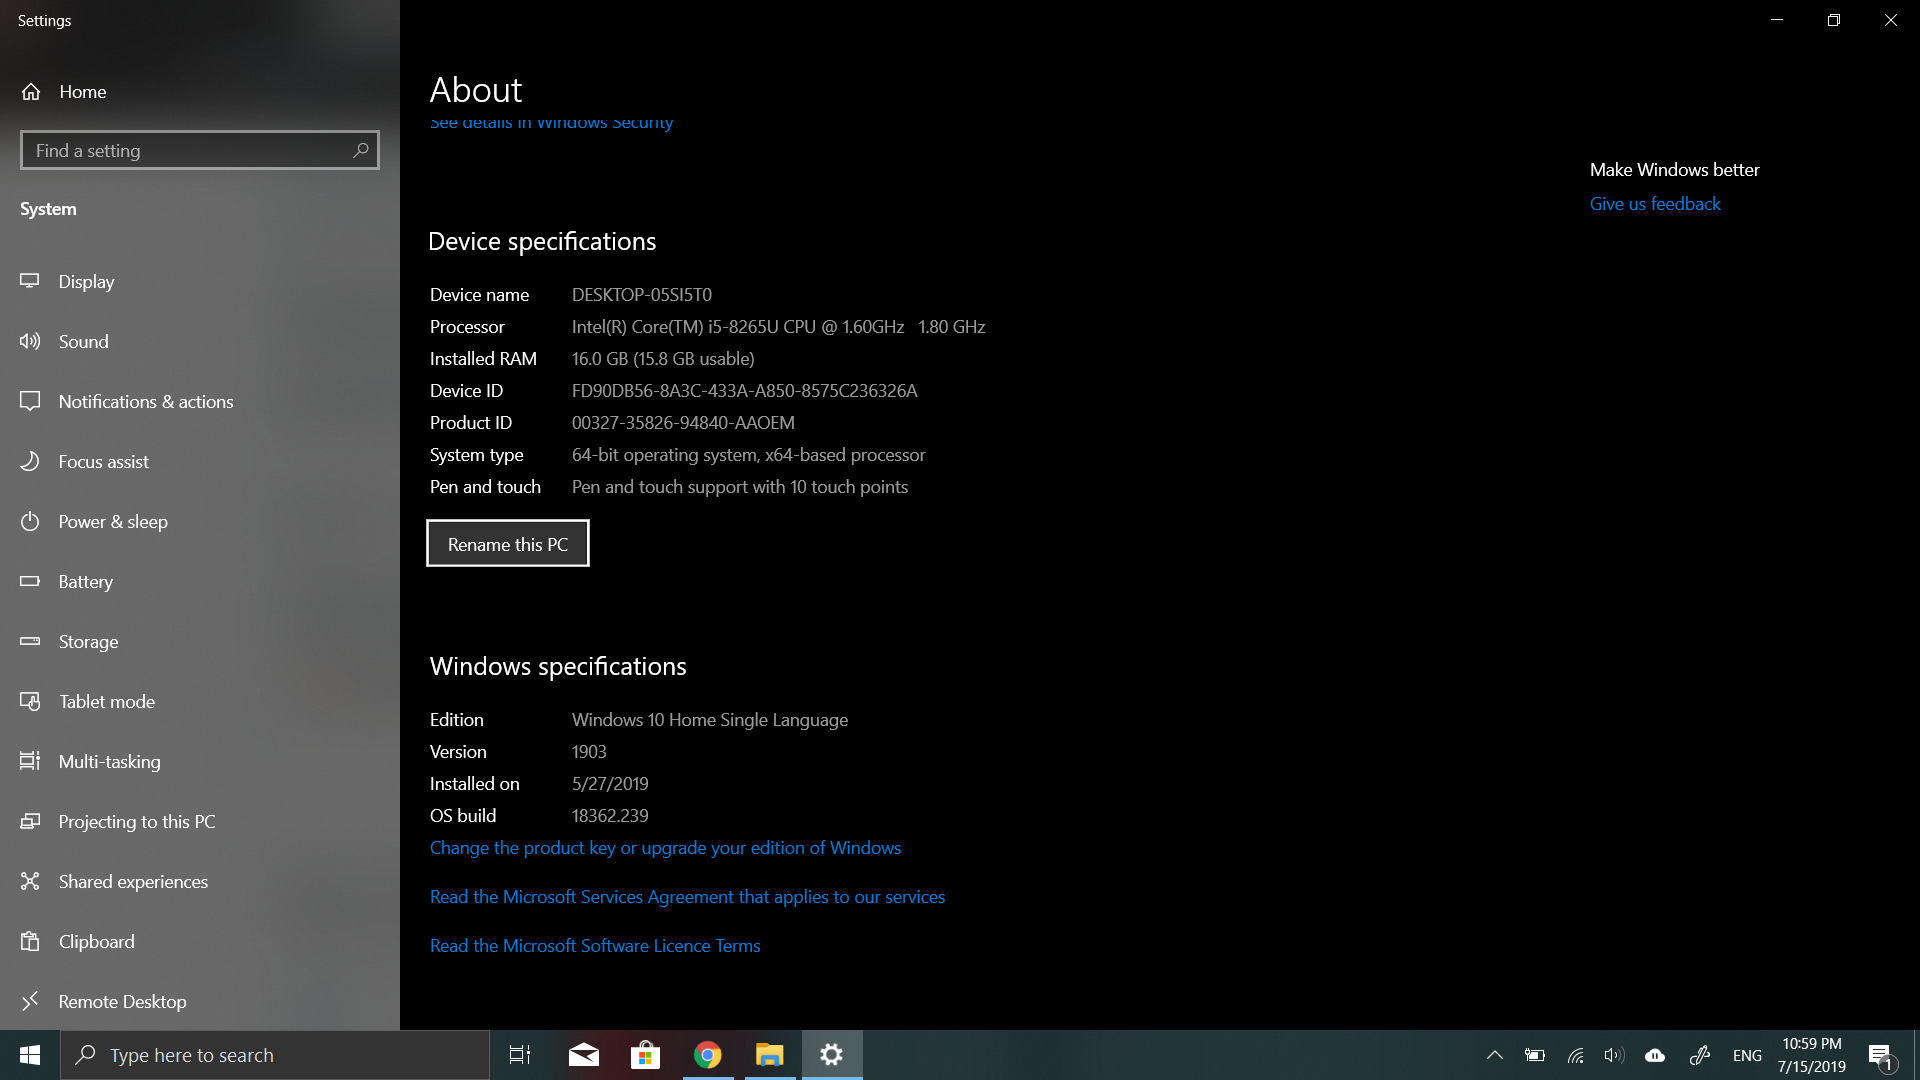 Settings
Home
Find a setting
System
Display
Sound
Notifications & actions
Focus assist
Power & sleep
Battery
Storage
Tablet mode
Multi-tasking
Projecting to this PC
Shared experiences
Clipboard
Remote Desktop
About
See details in Windows Security
Device specifications
Device name DESKTOP-05SI5T0
Processor Intel(R) Core(TM) i5-8265U CPU @ 1.60GHz 1.80 GHz
Installed RAM 16.0 GB (15.8 GB usable)
Device ID FD90DB56-8A3C-433A-A850-8575C236326A
Product ID 00327-35826-94840-AAOEM
System type 64-bit operating system, x64-based processor
Pen and touch Pen and touch support with 10 touch points
Rename this PC
Windows specifications
Edition Windows 10 Home Single Language
Version 1903
Installed on 5/27/2019
OS build 18362.239
Change the product key or upgrade your edition of Windows
Read the Microsoft Services Agreement that applies to our services
Read the Microsoft Software Licence Terms
Make Windows better
Give us feedback
Type here to search
ENG
10:59 PM
7/15/2019
1